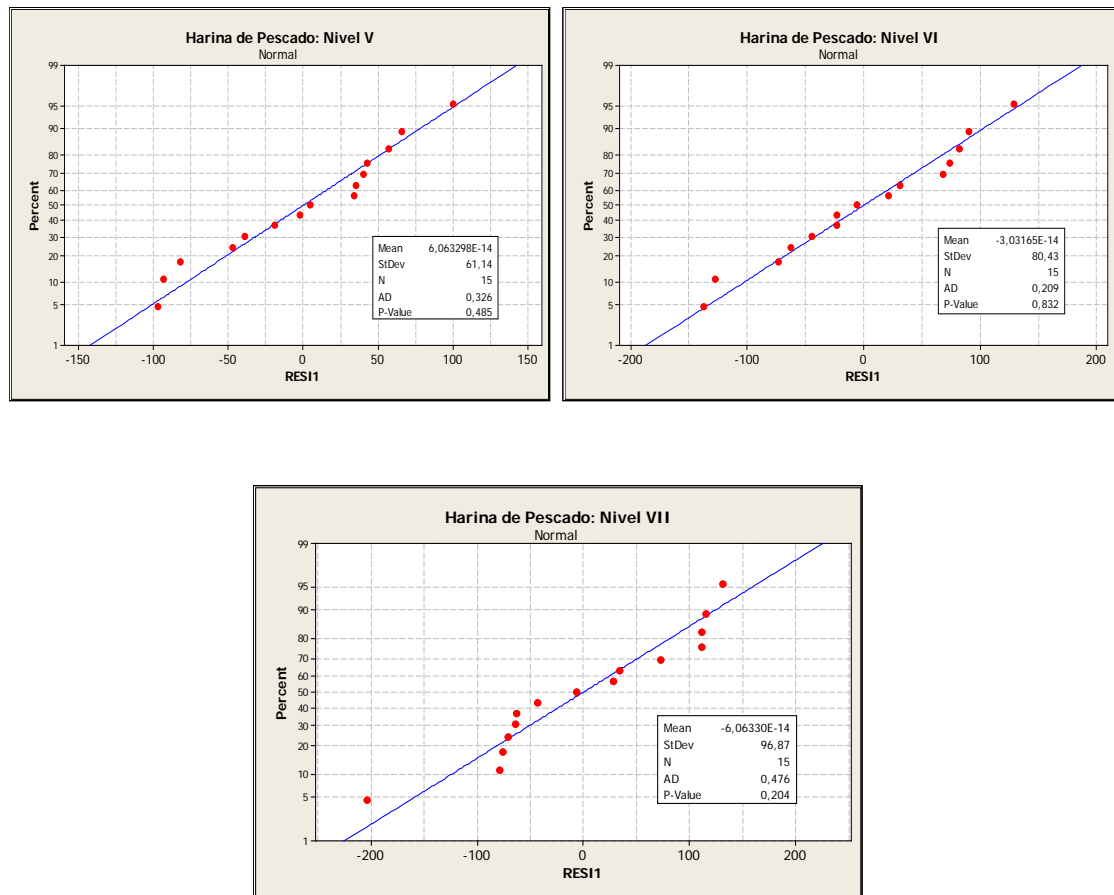 Harina de Pescado: Nivel V
Normal
99
95
90
80
70
60
50
40
30
20
10
5
1
Percent
Mean 6,063298E-14
StDev 61,14
N 15
AD 0,326
P-Value 0,485
-150 -100 -50 0 50 100 150
RESI1
Harina de Pescado: Nivel VI
Normal
99
95
90
80
70
60
50
40
30
20
10
5
1
Percent
Mean -3,03165E-14
StDev 80,43
N 15
AD 0,209
P-Value 0,832
-200 -100 0 100 200
RESI1
Harina de Pescado: Nivel VII
Normal
99
95
90
80
70
60
50
40
30
20
10
5
1
Percent
Mean -6,06330E-14
StDev 96,87
N 15
AD 0,476
P-Value 0,204
-200 -100 0 100 200
RESI1